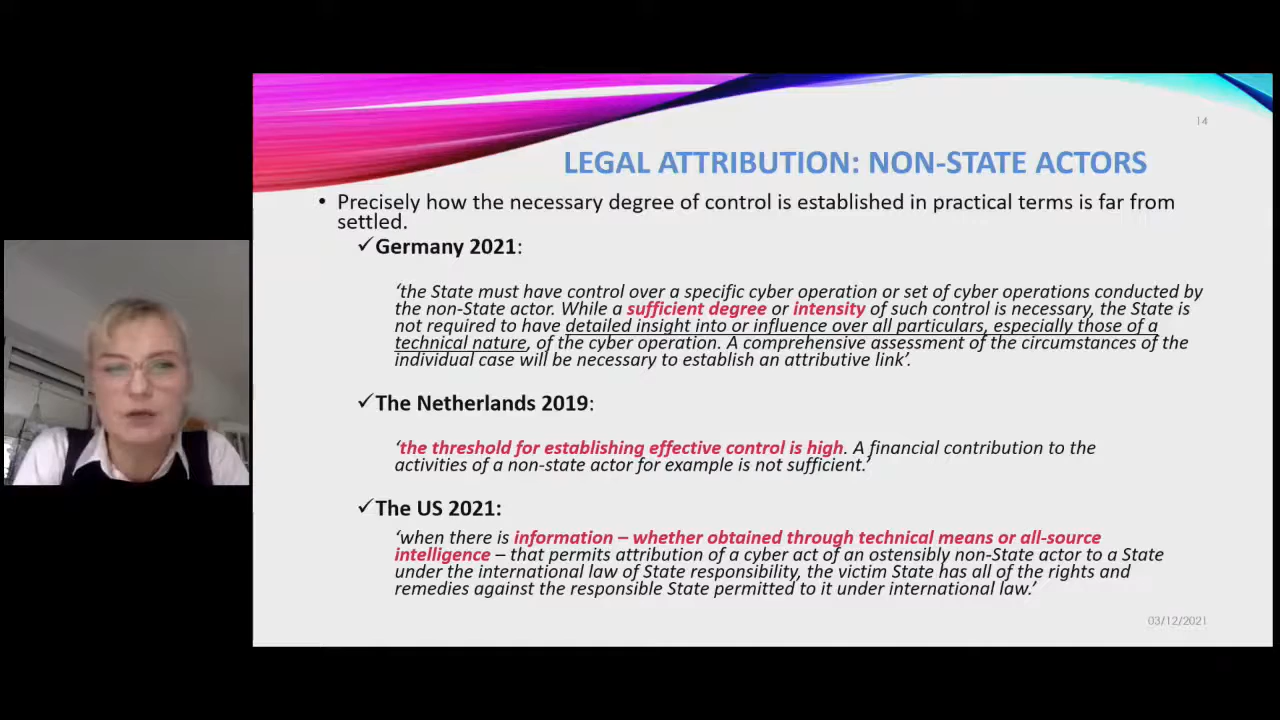 14
LEGAL ATTRIBUTION: NON-STATE ACTORS
• Precisely how the necessary degree of control is established in practical terms is far from
settled.
✓Germany 2021:
‘the State must have control over a specific cyber operation or set of cyber operations conducted by
the non-State actor. While a sufficient degree or intensity of such control is necessary, the State is
not required to have detailed insight into or influence over all particulars, especially those of a
technical nature, of the cyber operation. A comprehensive assessment of the circumstances of the
individual case will be necessary to establish an attributive link’.
✓The Netherlands 2019:
‘the threshold for establishing effective control is high. A financial contribution to the
activities of a non-state actor for example is not sufficient.’
✓The US 2021:
‘when there is information – whether obtained through technical means or all-source
intelligence – that permits attribution of a cyber act of an ostensibly non-State actor to a State
under the international law of State responsibility, the victim State has all of the rights and
remedies against the responsible State permitted to it under international law.’
03/12/2021